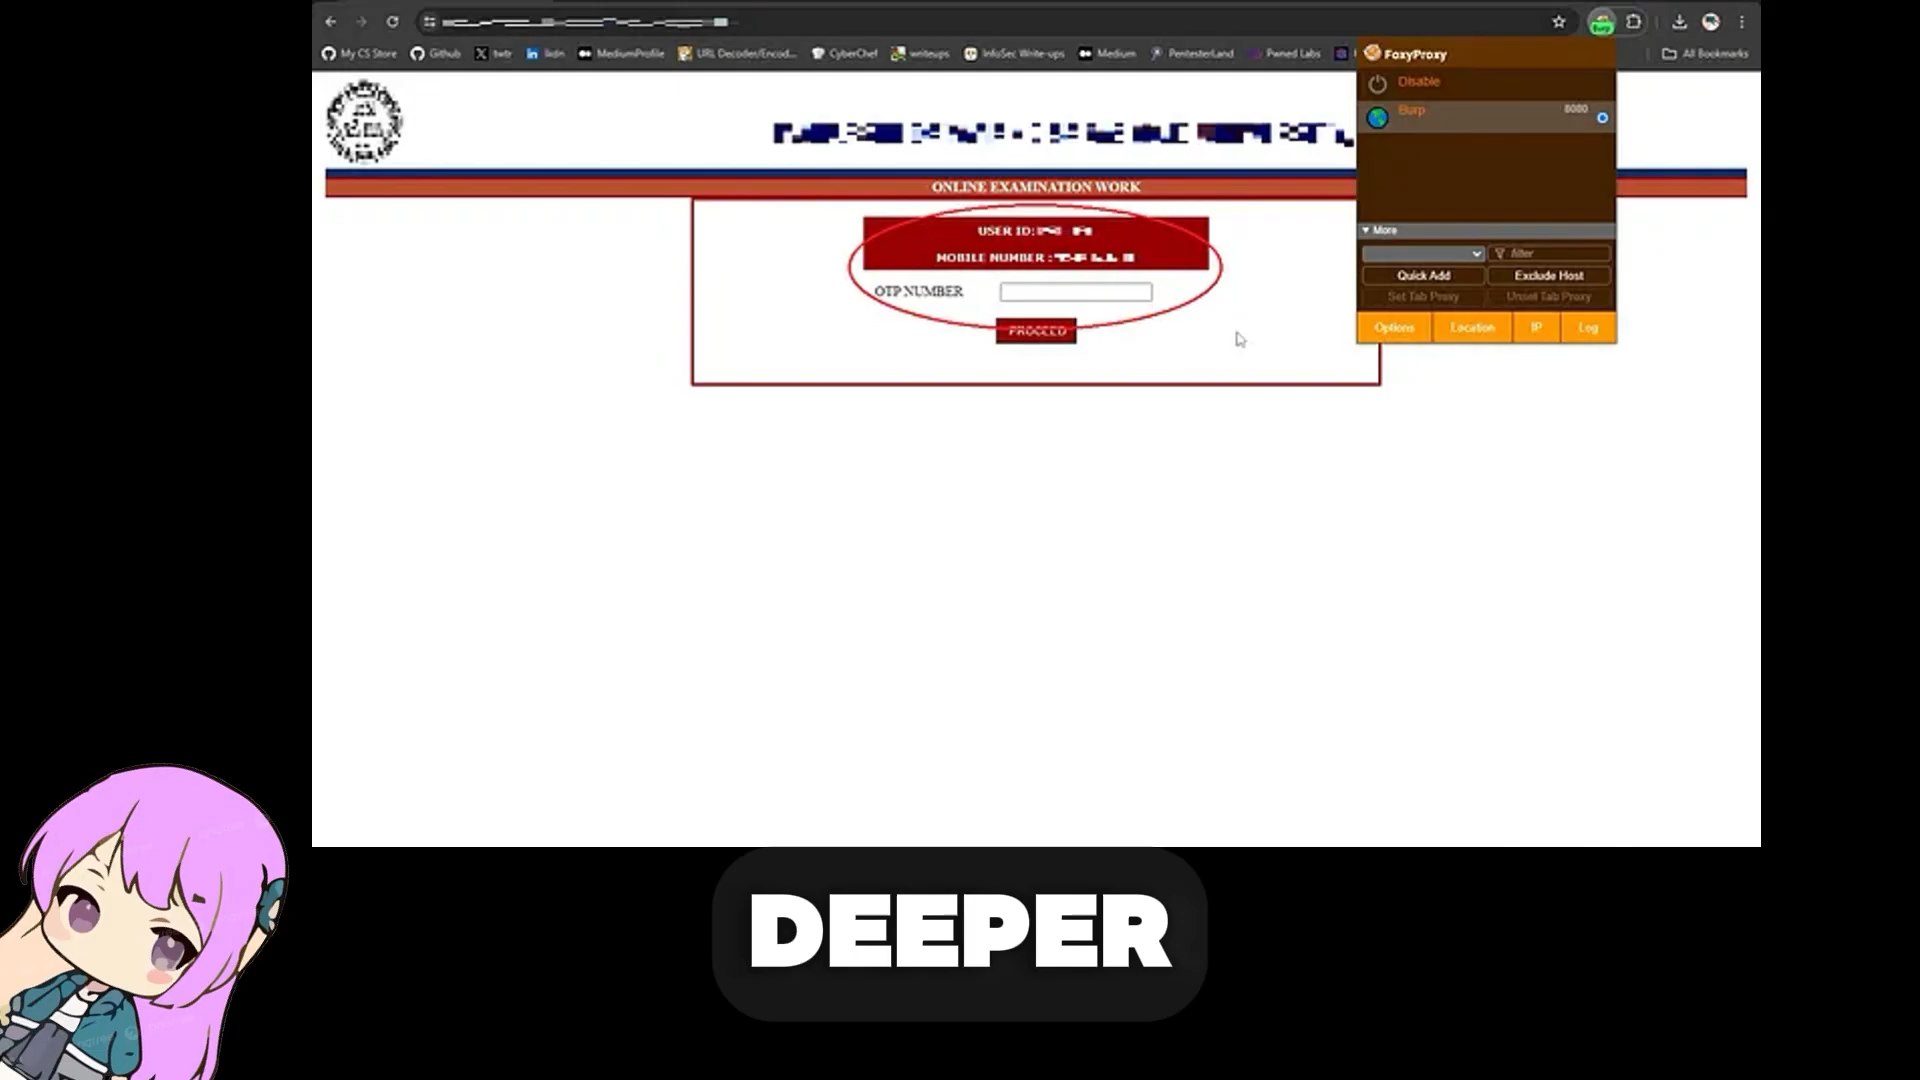 My CS Store Github twtr lkdn MediumProfile URL Decoder/Encod... CyberChef writeups InfoSec Write-ups Medium PentesterLand Pwned Labs All Bookmarks
Burp
FoxyProxy
Disable
Burp 8080
More
filter
Quick Add Exclude Host
Set Tab Proxy Unset Tab Proxy
Options Location IP Log
ONLINE EXAMINATION WORK
USER ID:
MOBILE NUMBER :
OTP NUMBER
PROCEED
DEEPER